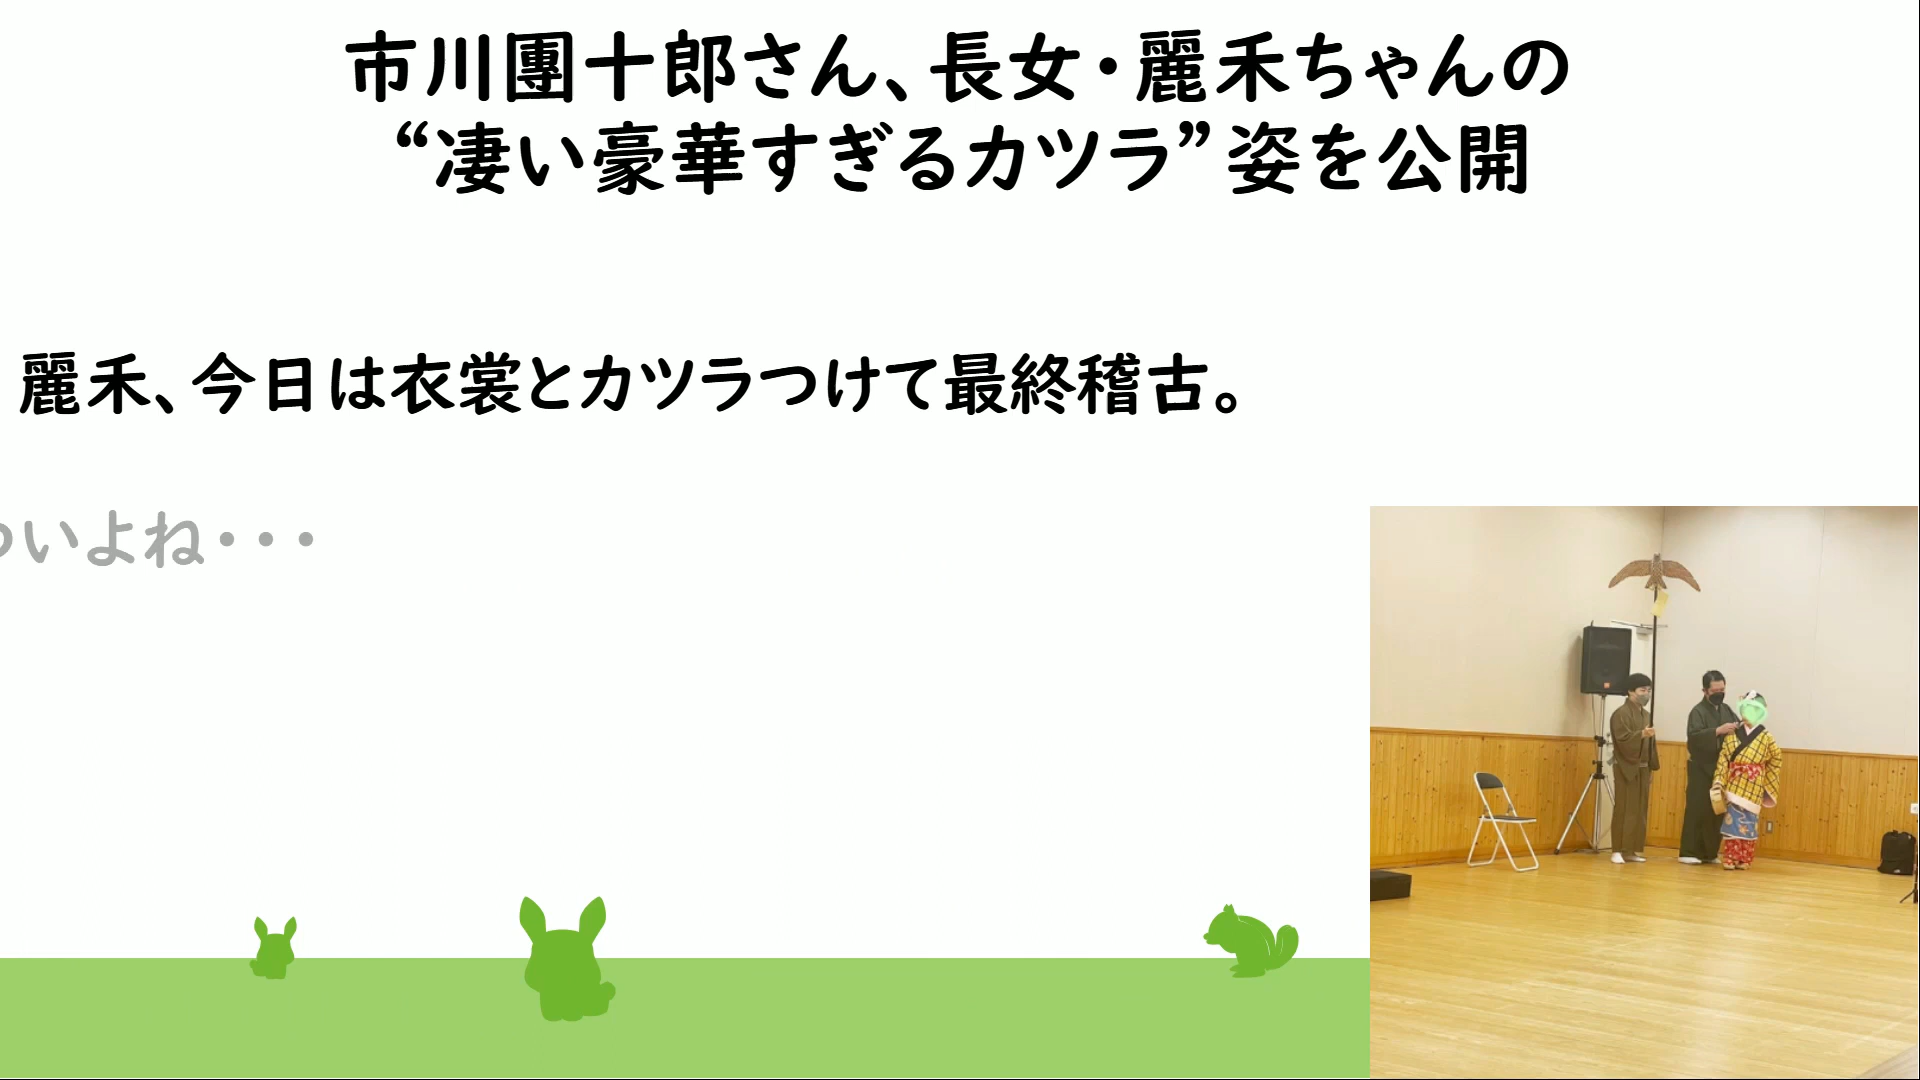 市川團十郎さん、長女・麗禾ちゃんの
“凄い豪華すぎるカツラ”姿を公開
麗禾、今日は衣裳とカツラつけて最終稽古。
いよね・・・